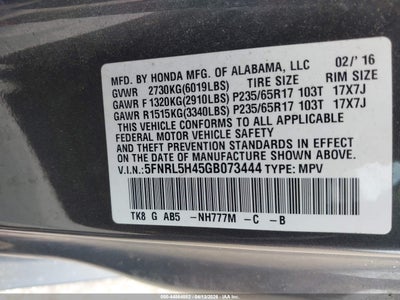 MFD. BY HONDA MFG. OF ALABAMA, LLC 02/'16
GVWR 2730KG(6019LBS) TIRE SIZE RIM SIZE
GAWR F 1320KG(2910LBS) P235/65R17 103T 17X7J
GAWR R 1515KG(3340LBS) P235/65R17 103T 17X7J
THIS VEHICLE CONFORMS TO ALL APPLICABLE
FEDERAL MOTOR VEHICLE SAFETY
AND THEFT PREVENTION STANDARDS IN EFFECT
ON THE DATE OF MANUFACTURE SHOWN ABOVE.
V.I.N.: 5FNRL5H45GB073444 TYPE: MPV
TK8 G AB5 -NH777M -C -B